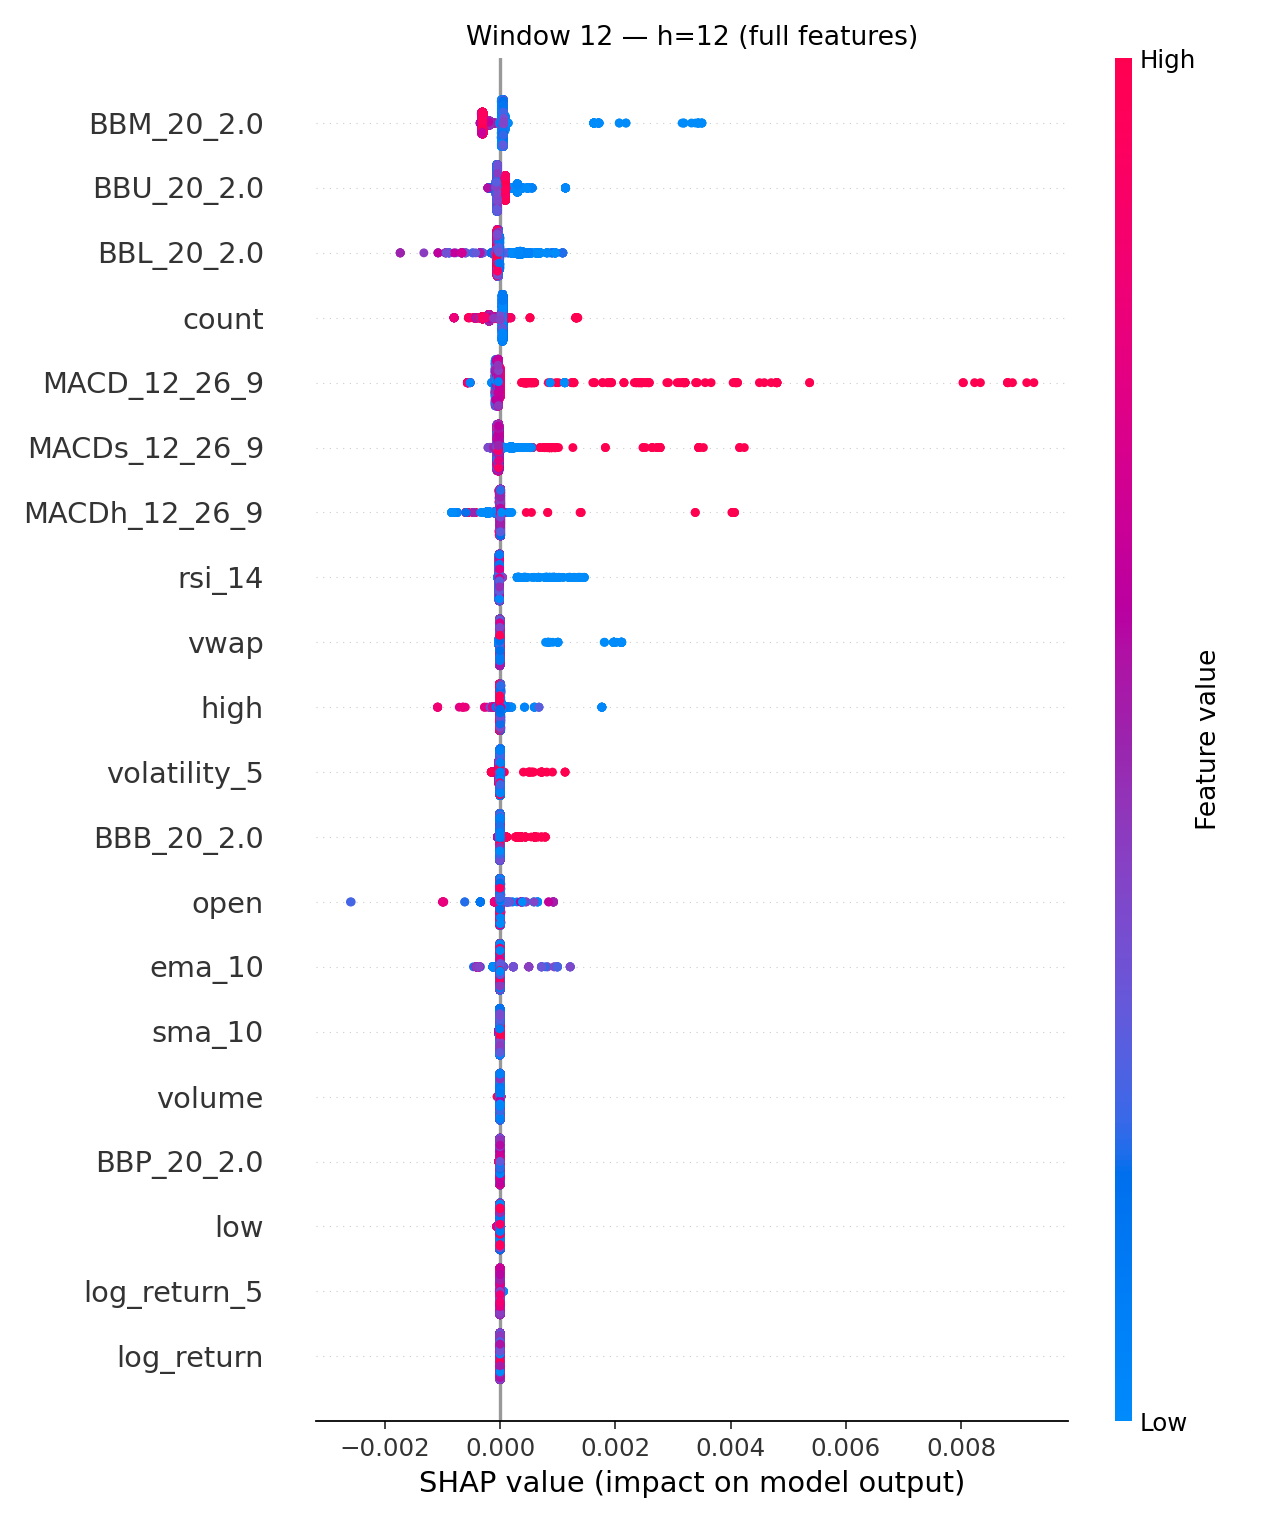 Window 12 — h=12 (full features)
High
BBM_20_2.0
BBU_20_2.0
BBL_20_2.0
count
MACD_12_26_9
MACDs_12_26_9
MACDh_12_26_9
rsi_14
vwap
high
volatility_5
BBB_20_2.0
open
ema_10
sma_10
volume
BBP_20_2.0
low
log_return_5
log_return
Feature value
Low
−0.002 0.000 0.002 0.004 0.006 0.008
SHAP value (impact on model output)